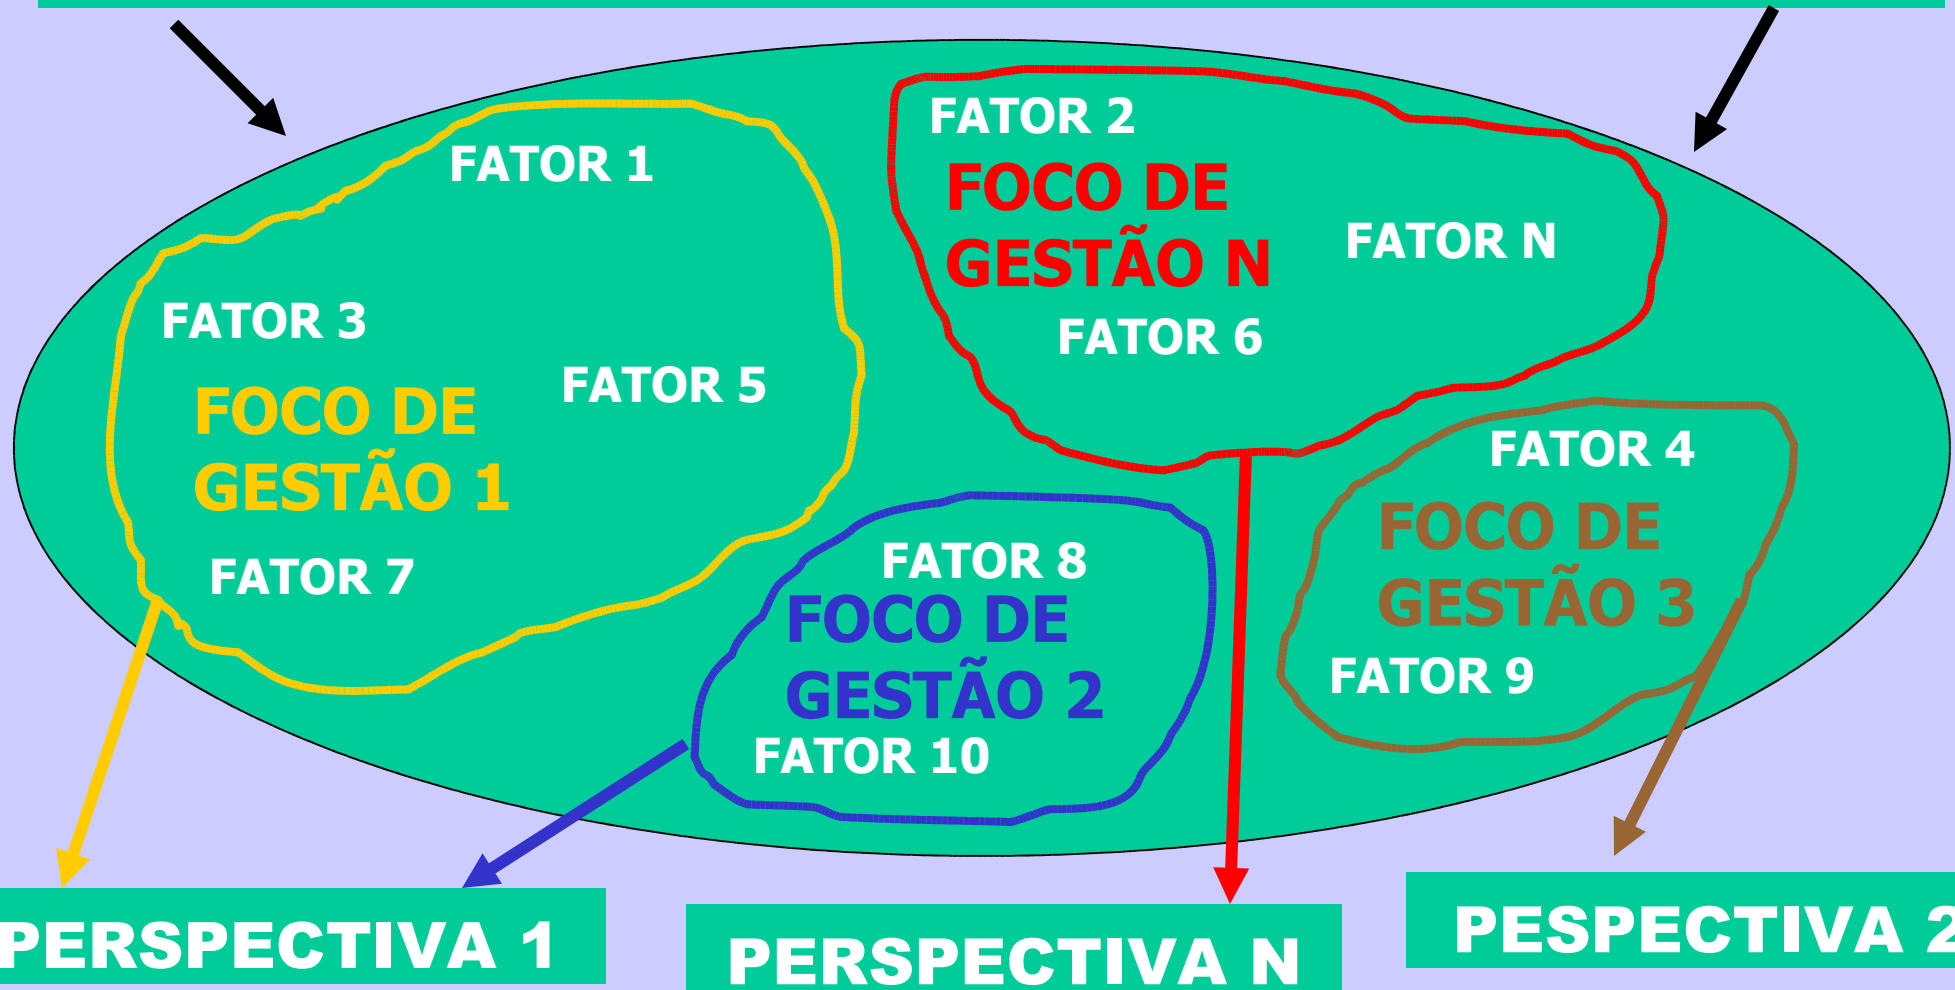 FATOR 1
FATOR 3
FATOR 5
FOCO DE
GESTÃO 1
FATOR 7
FATOR 2
FOCO DE
GESTÃO N
FATOR N
FATOR 6
FATOR 4
FOCO DE
GESTÃO 3
FATOR 9
FATOR 8
FOCO DE
GESTÃO 2
FATOR 10
PERSPECTIVA 1
PERSPECTIVA N
PESPECTIVA 2